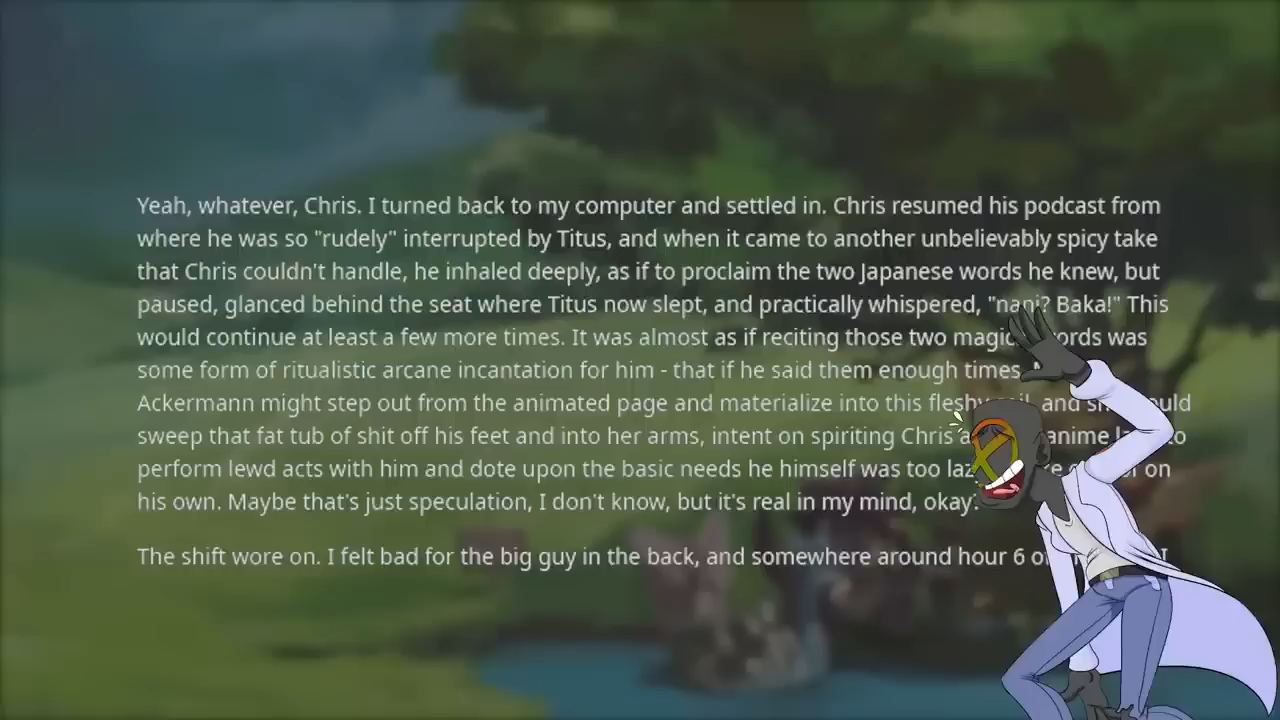 Yeah, whatever, Chris. I turned back to my computer and settled in. Chris resumed his podcast from
where he was so "rudely" interrupted by Titus, and when it came to another unbelievably spicy take
that Chris couldn't handle, he inhaled deeply, as if to proclaim the two Japanese words he knew, but
paused, glanced behind the seat where Titus now slept, and practically whispered, "nani? Baka!" This
would continue at least a few more times. It was almost as if reciting those two magic words was
some form of ritualistic arcane incantation for him - that if he said them enough times
Ackermann might step out from the animated page and materialize into this fleshy and
sweep that fat tub of shit off his feet and into her arms, intent on spiriting Chris anime to
perform lewd acts with him and dote upon the basic needs he himself was too on
his own. Maybe that's just speculation, I don't know, but it's real in my mind, okay.
The shift wore on. I felt bad for the big guy in the back, and somewhere around hour 6 I